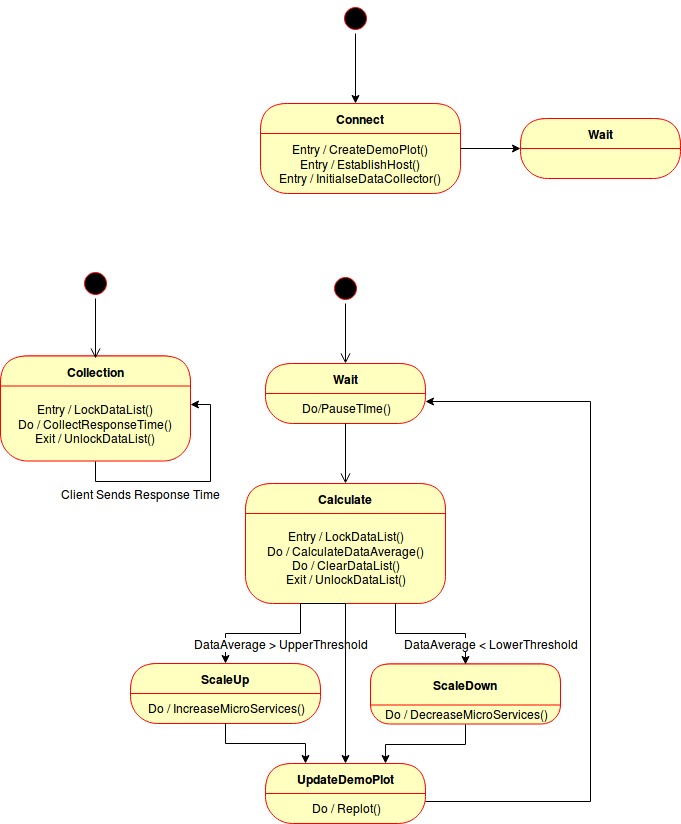 Connect
Entry / CreateDemoPlot()
Entry / EstablishHost()
Entry / InitialseDataCollector()
Wait
Collection
Entry / LockDataList()
Do / CollectResponseTime()
Exit / UnlockDataList()
Client Sends Response Time
Wait
Do/PauseTIme()
Calculate
Entry / LockDataList()
Do / CalculateDataAverage()
Do / ClearDataList()
Exit / UnlockDataList()
DataAverage > UpperThreshold
DataAverage < LowerThreshold
ScaleUp
Do / IncreaseMicroServices()
ScaleDown
Do / DecreaseMicroServices()
UpdateDemoPlot
Do / Replot()